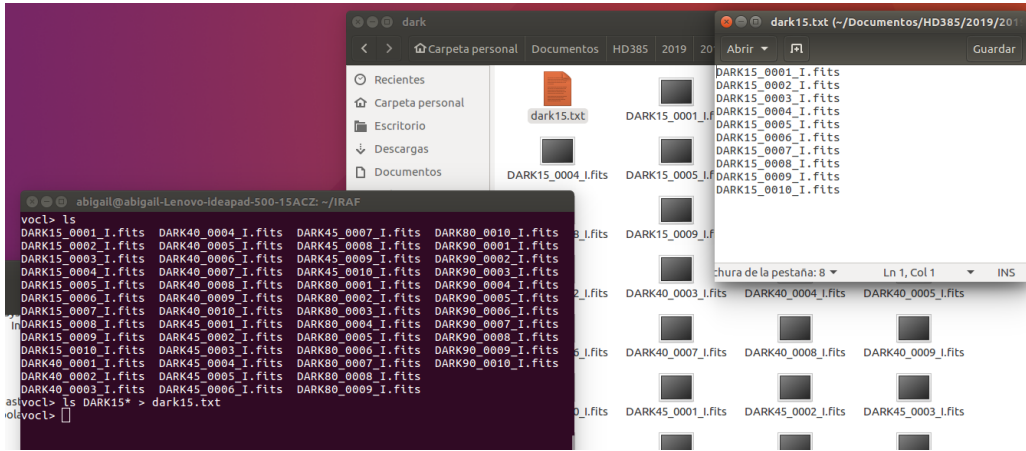 dark
Carpeta personal Documentos HD385 2019 20
Recientes
Carpeta personal
Escritorio
Descargas
Documentos
dark15.txt
DARK15_0001_I.f
DARK15_0004_I.fits
DARK15_0005_I.f
8_I.fits
DARK15_0009_I.f
2_I.fits
DARK40_0003_I.fits
DARK40_0004_I.fits
DARK40_0005_I.fits
6_I.fits
DARK40_0007_I.fits
DARK40_0008_I.fits
DARK40_0009_I.fits
0_I.fits
DARK45_0001_I.fits
DARK45_0002_I.fits
DARK45_0003_I.fits
dark15.txt (~/Documentos/HD385/2019/201
Abrir Guardar
DARK15_0001_I.fits
DARK15_0002_I.fits
DARK15_0003_I.fits
DARK15_0004_I.fits
DARK15_0005_I.fits
DARK15_0006_I.fits
DARK15_0007_I.fits
DARK15_0008_I.fits
DARK15_0009_I.fits
DARK15_0010_I.fits
chura de la pestaña: 8 Ln 1, Col 1 INS
abigail@abigail-Lenovo-ideapad-500-15ACZ: ~/IRAF
vocl> ls
DARK15_0001_I.fits DARK40_0004_I.fits DARK45_0007_I.fits DARK80_0010_I.fits
DARK15_0002_I.fits DARK40_0005_I.fits DARK45_0008_I.fits DARK90_0001_I.fits
DARK15_0003_I.fits DARK40_0006_I.fits DARK45_0009_I.fits DARK90_0002_I.fits
DARK15_0004_I.fits DARK40_0007_I.fits DARK45_0010_I.fits DARK90_0003_I.fits
DARK15_0005_I.fits DARK40_0008_I.fits DARK80_0001_I.fits DARK90_0004_I.fits
DARK15_0006_I.fits DARK40_0009_I.fits DARK80_0002_I.fits DARK90_0005_I.fits
DARK15_0007_I.fits DARK40_0010_I.fits DARK80_0003_I.fits DARK90_0006_I.fits
DARK15_0008_I.fits DARK45_0001_I.fits DARK80_0004_I.fits DARK90_0007_I.fits
DARK15_0009_I.fits DARK45_0002_I.fits DARK80_0005_I.fits DARK90_0008_I.fits
DARK15_0010_I.fits DARK45_0003_I.fits DARK80_0006_I.fits DARK90_0009_I.fits
DARK40_0001_I.fits DARK45_0004_I.fits DARK80_0007_I.fits DARK90_0010_I.fits
DARK40_0002_I.fits DARK45_0005_I.fits DARK80_0008_I.fits
DARK40_0003_I.fits DARK45_0006_I.fits DARK80_0009_I.fits
vocl> ls DARK15* > dark15.txt
vocl>